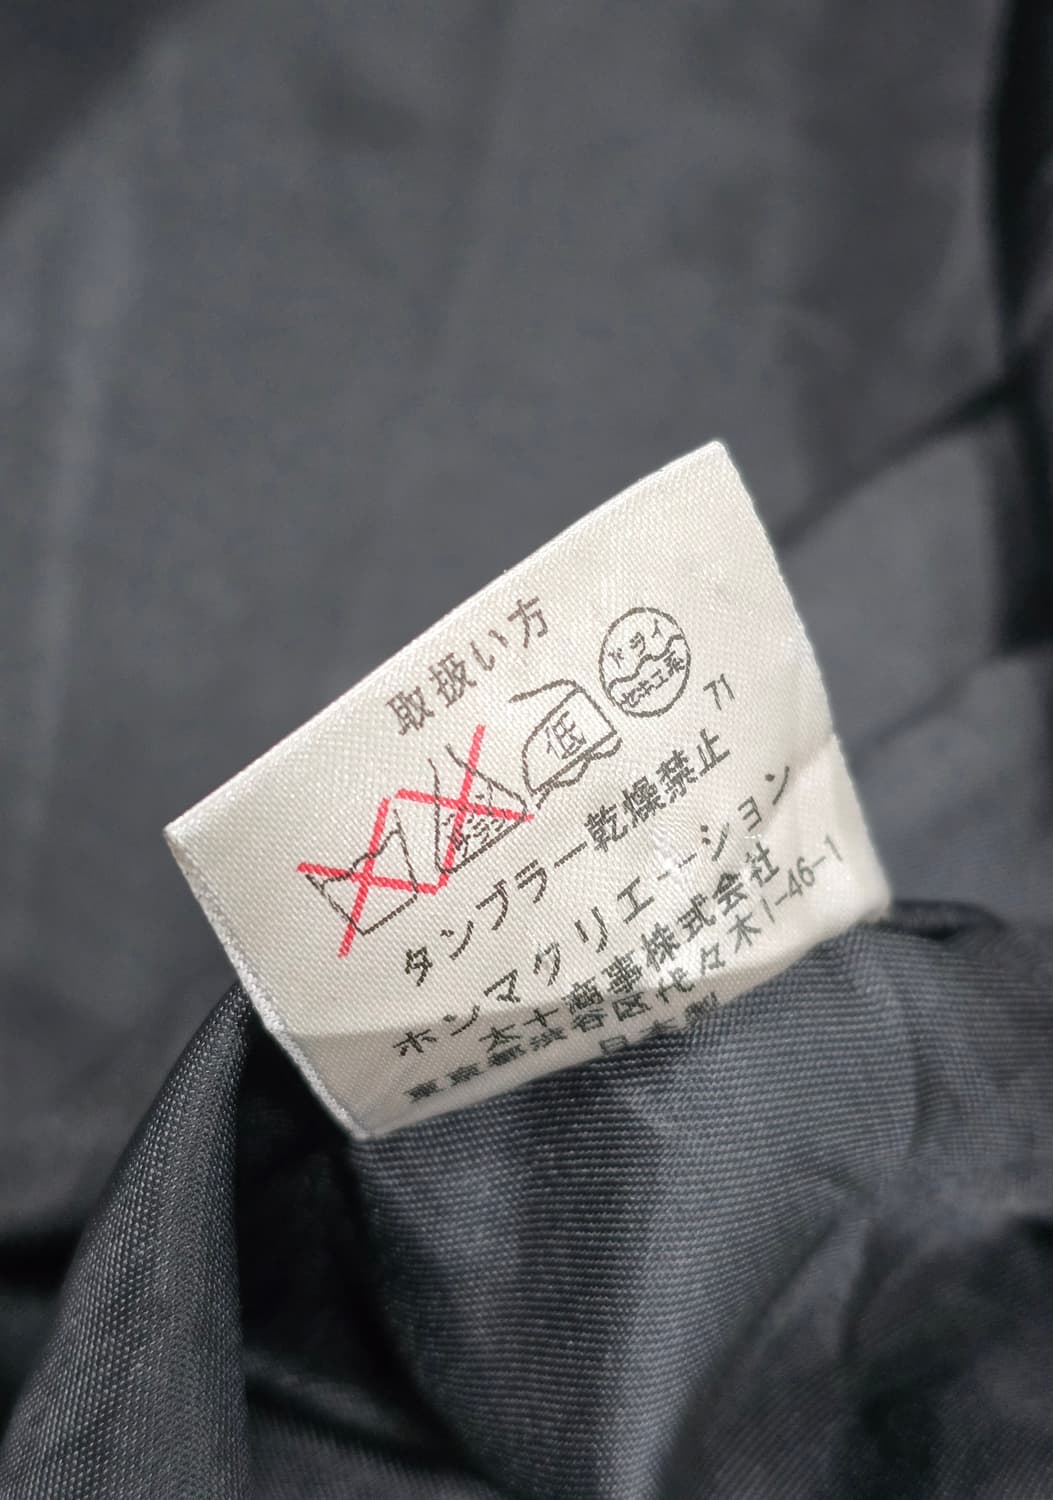 取扱い方
低
ドライ
セキユ系
71
タンブラー乾燥禁止
ホンマクリエーション
木十商事株式会社
東京都渋谷区代々木1-46-1
日本製